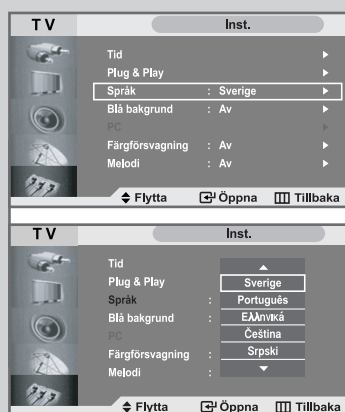 TV Inst.
Tid
Plug & Play
Språk : Sverige
Blå bakgrund : Av
PC
Färgförsvagning : Av
Melodi : Av
Flytta Öppna Tillbaka
TV Inst.
Tid
Plug & Play
Språk :
Blå bakgrund :
PC
Färgförsvagning :
Melodi :
Sverige
Português
Ελληνικά
Čeština
Srpski
Flytta Öppna Tillbaka